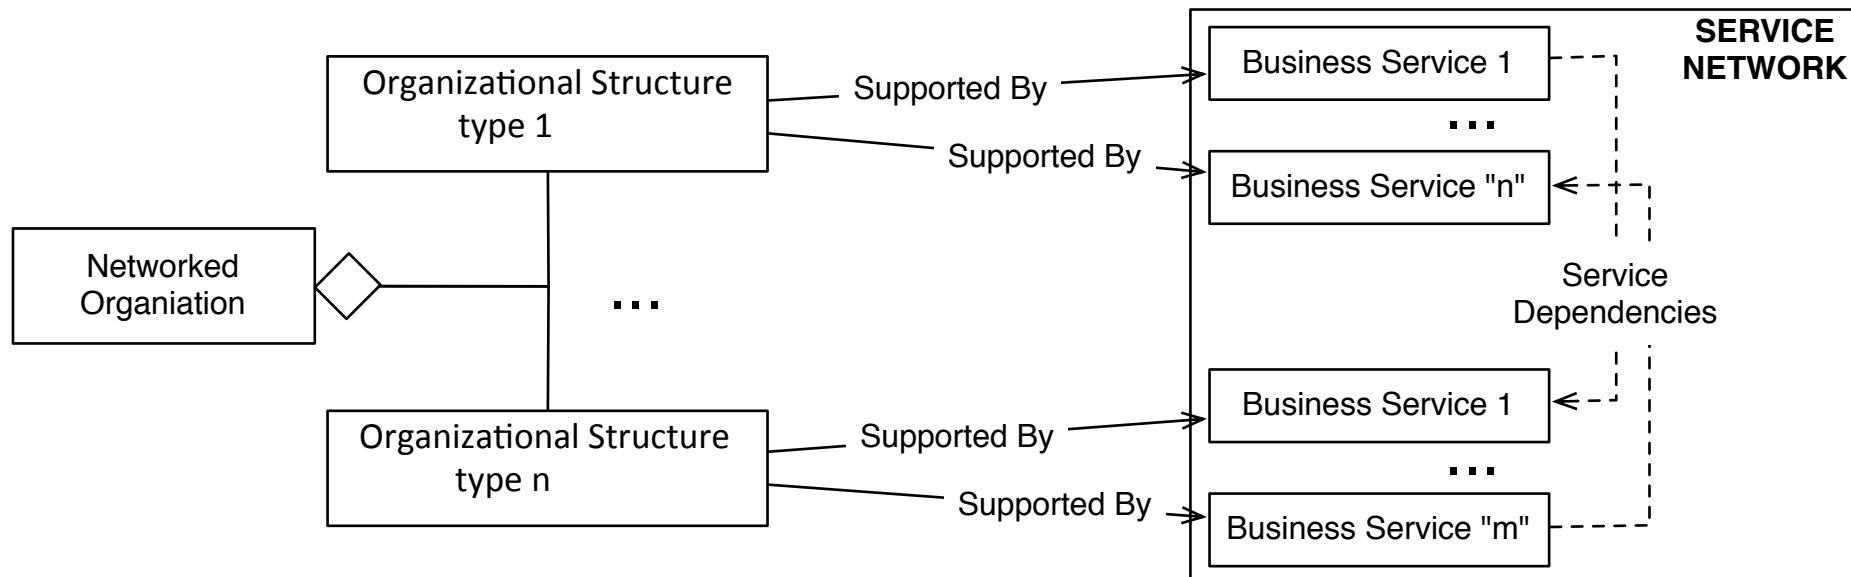 SERVICE
NETWORK
Organizational Structure
type 1
Supported By
Business Service 1
...
Supported By
Business Service "n"
Networked
Organiation
...
Service
Dependencies
Organizational Structure
type n
Supported By
Business Service 1
...
Supported By
Business Service "m"